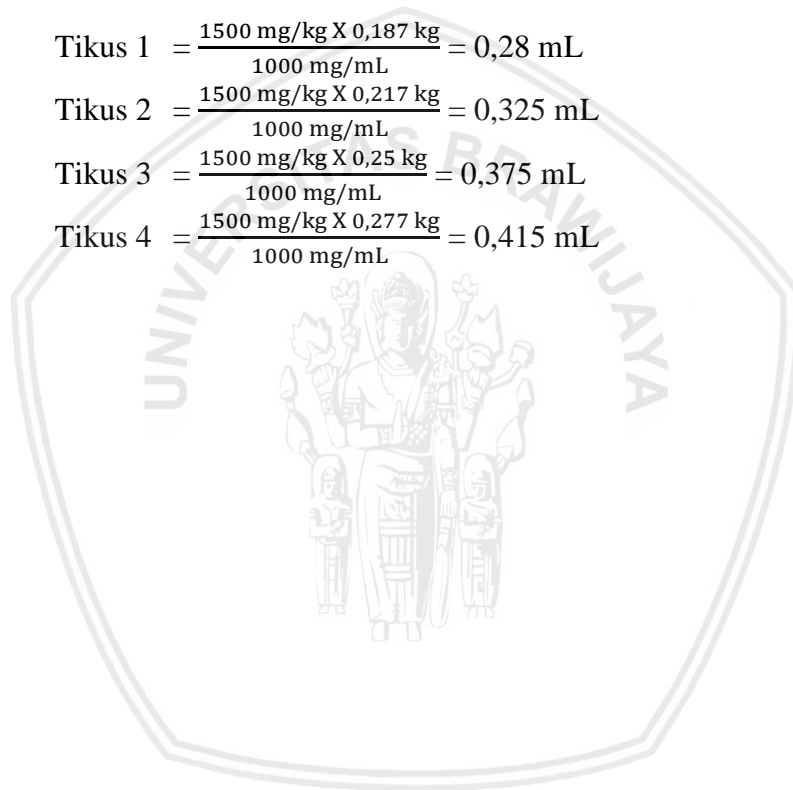 Tikus 1 = 1500 mg/kg X 0,187 kg / 1000 mg/mL = 0,28 mL
Tikus 2 = 1500 mg/kg X 0,217 kg / 1000 mg/mL = 0,325 mL
Tikus 3 = 1500 mg/kg X 0,25 kg / 1000 mg/mL = 0,375 mL
Tikus 4 = 1500 mg/kg X 0,277 kg / 1000 mg/mL = 0,415 mL
UNIVERSITAS BRAWIJAYA